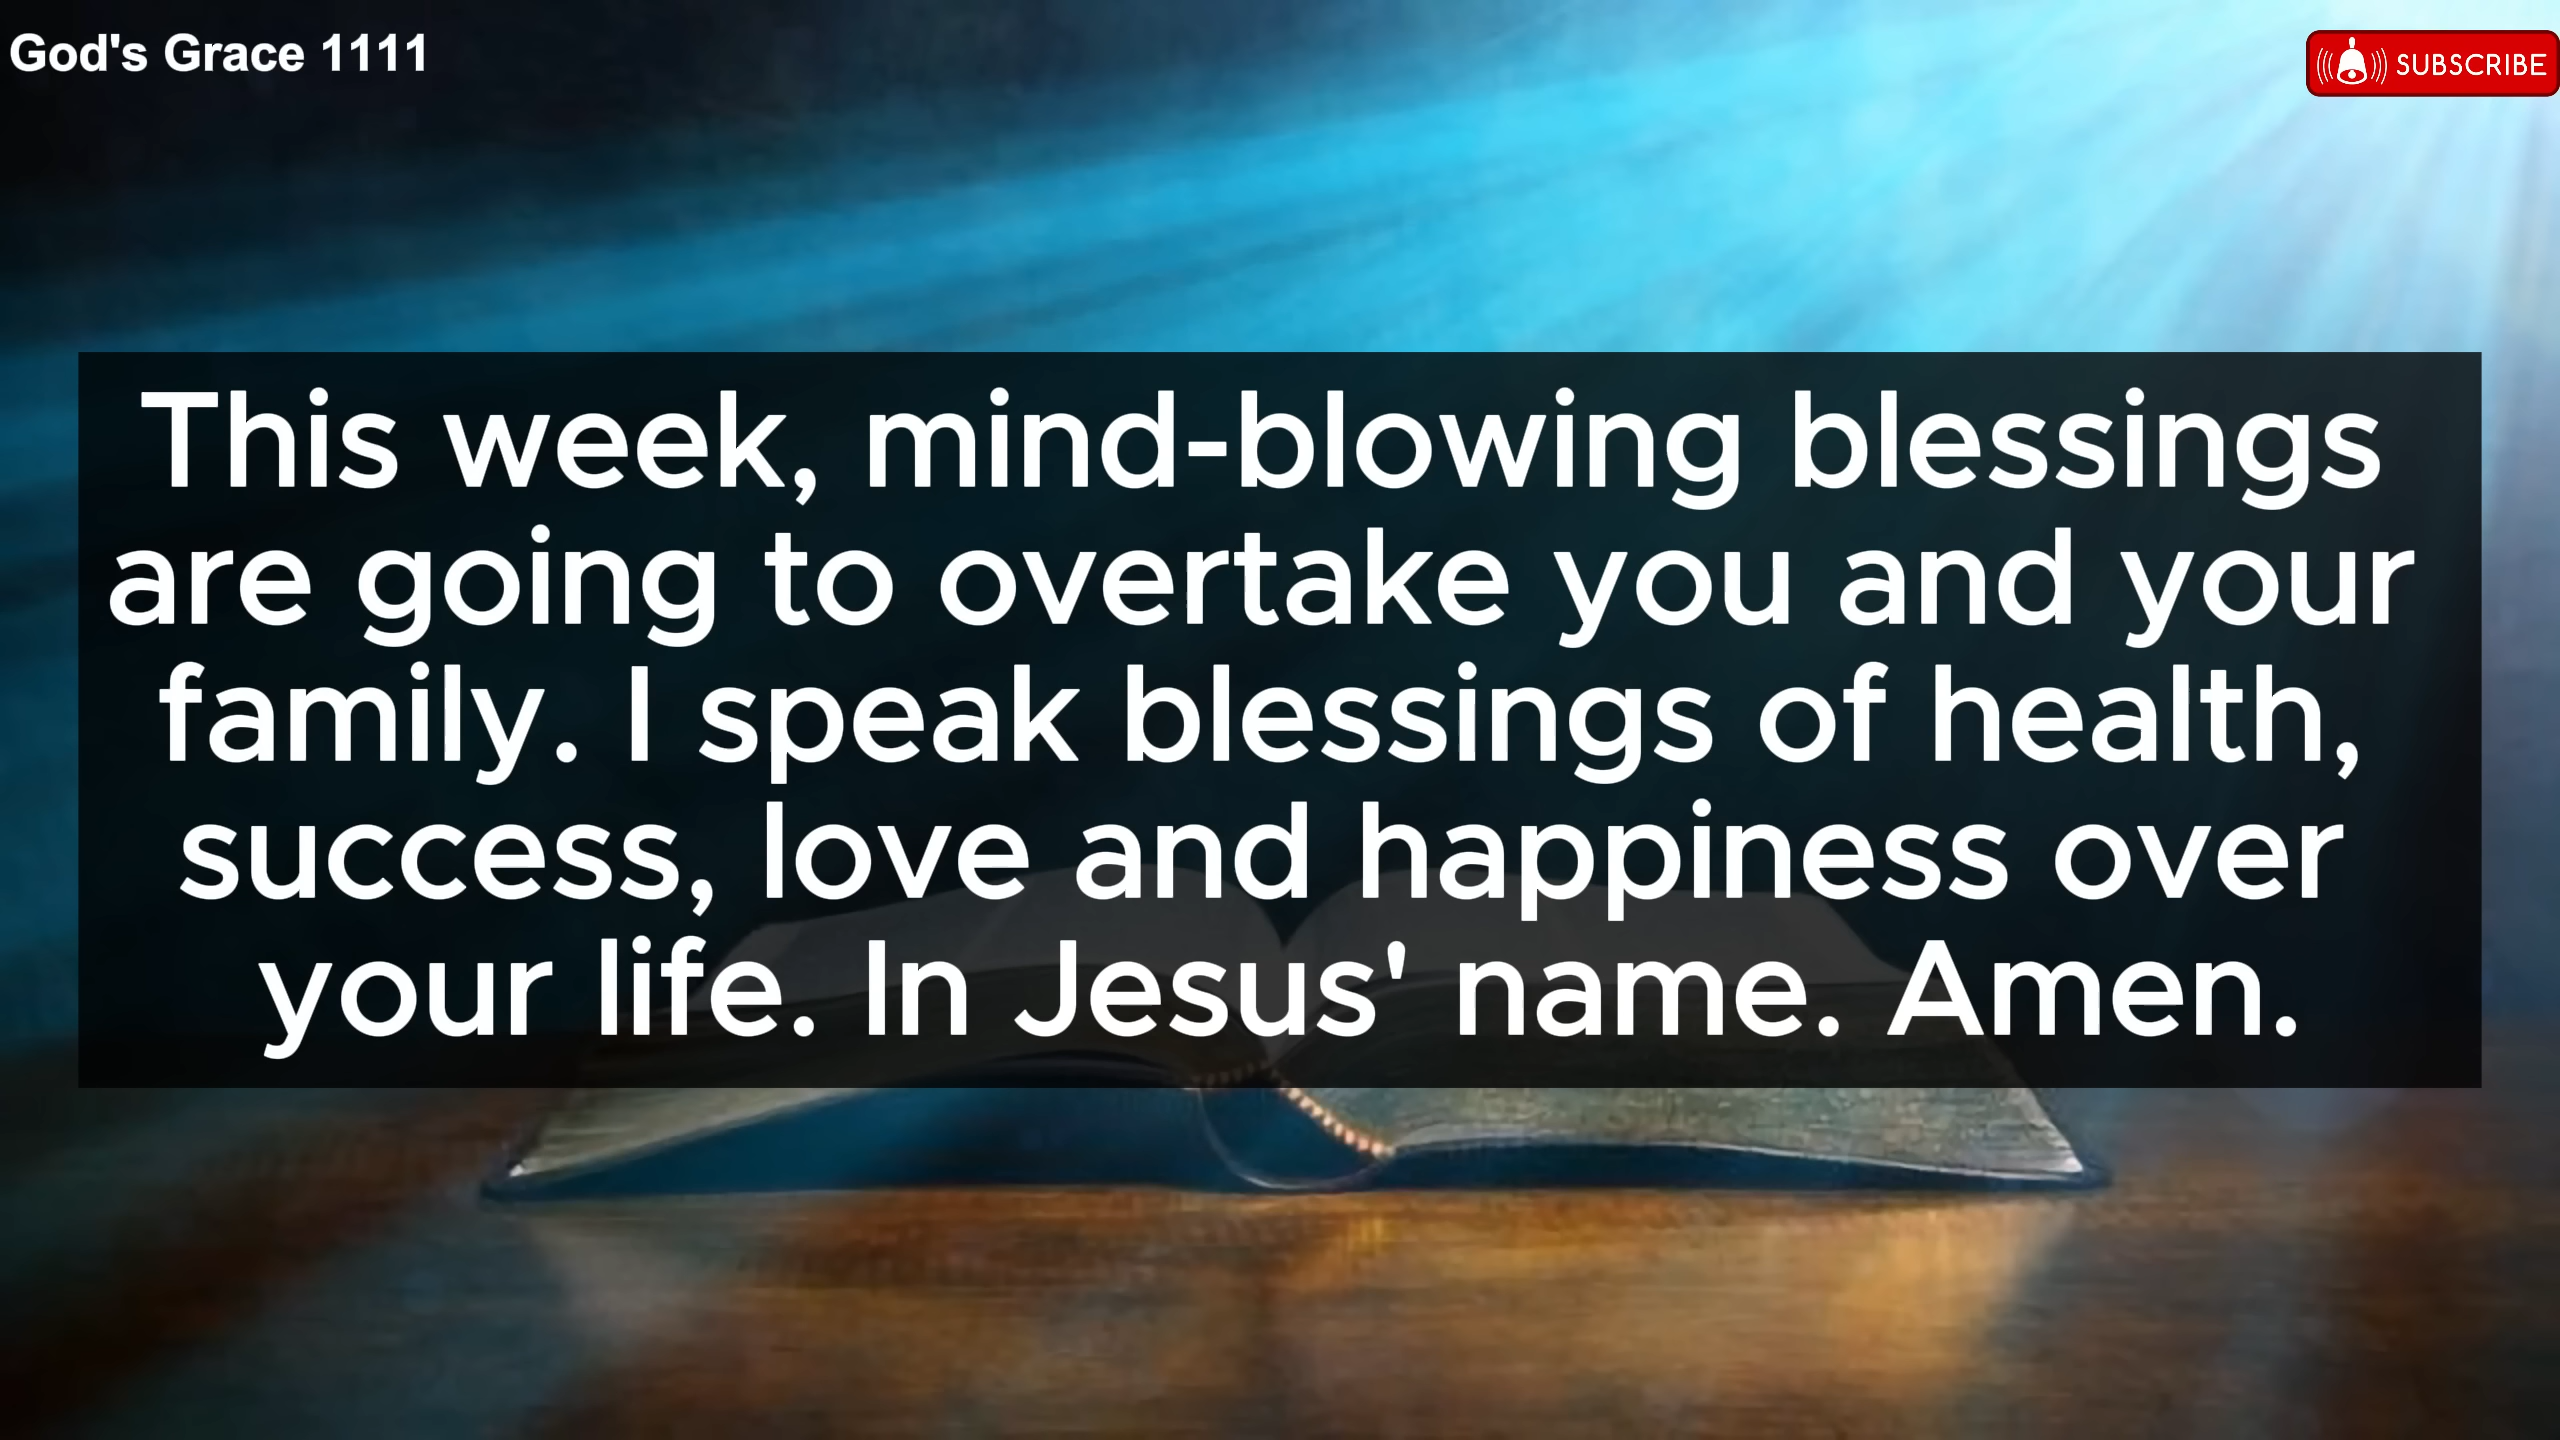 God's Grace 1111
SUBSCRIBE
This week, mind-blowing blessings
are going to overtake you and your
family. I speak blessings of health,
success, love and happiness over
your life. In Jesus' name. Amen.